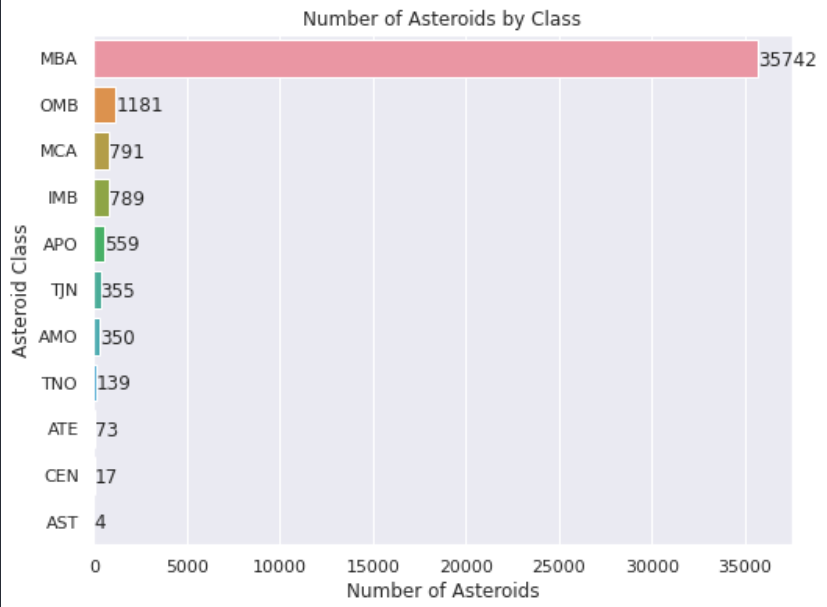 Number of Asteroids by Class
Asteroid Class
MBA 35742
OMB 1181
MCA 791
IMB 789
APO 559
TJN 355
AMO 350
TNO 139
ATE 73
CEN 17
AST 4
0 5000 10000 15000 20000 25000 30000 35000
Number of Asteroids